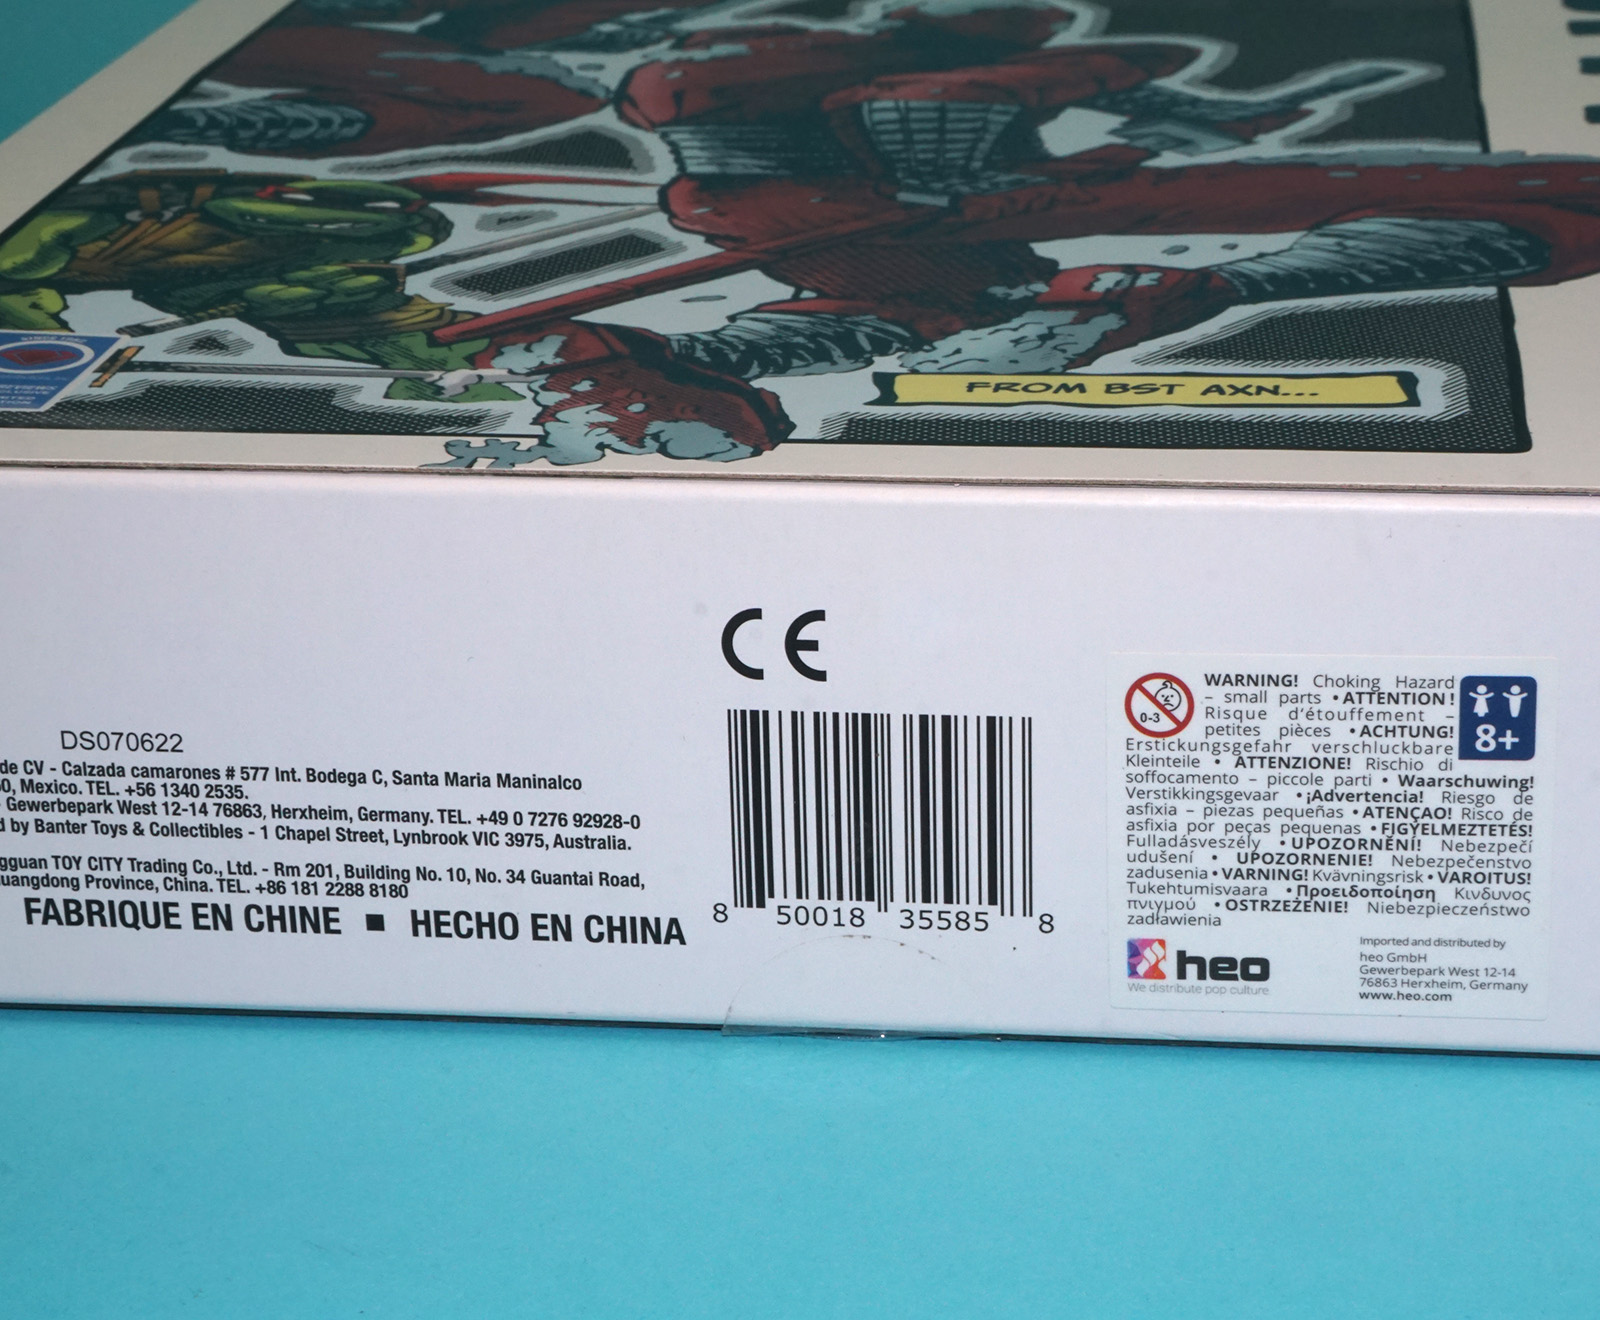 SINCE
FROM BST AXN...
CE
DS070622
de CV - Calzada camarones # 577 Int. Bodega C, Santa Maria Maninalco
0, Mexico. TEL. +56 1340 2535.
Gewerbepark West 12-14 76863, Herxheim, Germany. TEL. +49 0 7276 92928-0
d by Banter Toys & Collectibles - 1 Chapel Street, Lynbrook VIC 3975, Australia.
gguan TOY CITY Trading Co., Ltd. - Rm 201, Building No. 10, No. 34 Guantai Road,
uangdong Province, China. TEL. +86 181 2288 8180
FABRIQUE EN CHINE ■ HECHO EN CHINA
8 50018 35585 8
0-3
WARNING! Choking Hazard
– small parts • ATTENTION !
Risque d'étouffement –
petites pièces • ACHTUNG!
Erstickungsgefahr verschluckbare
Kleinteile • ATTENZIONE! Rischio di
soffocamento – piccole parti • Waarschuwing!
Verstikkingsgevaar • ¡Advertencia! Riesgo de
asfixia – piezas pequeñas • ATENÇAO! Risco de
asfixia por peças pequenas • FIGYELMEZTETÉS!
Fulladásveszély • UPOZORNĚNÍ! Nebezpečí
udušení • UPOZORNENIE! Nebezpečenstvo
zadusenia • VARNING! Kvävningsrisk • VAROITUS!
Tukehtumisvaara • Προειδοποίηση Κινδυνος
πνιγμού • OSTRZEŻENIE! Niebezpieczeństwo
zadławienia
8+
heo
We distribute pop culture.
Imported and distributed by
heo GmbH
Gewerbepark West 12-14
76863 Herxheim, Germany
www.heo.com